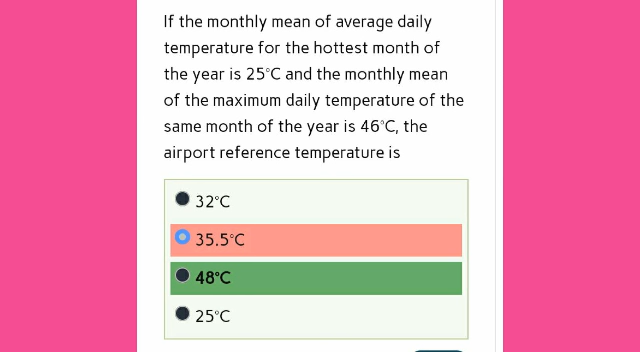 If the monthly mean of average daily
temperature for the hottest month of
the year is 25°C and the monthly mean
of the maximum daily temperature of the
same month of the year is 46°C, the
airport reference temperature is
32°C
35.5°C
48°C
25°C